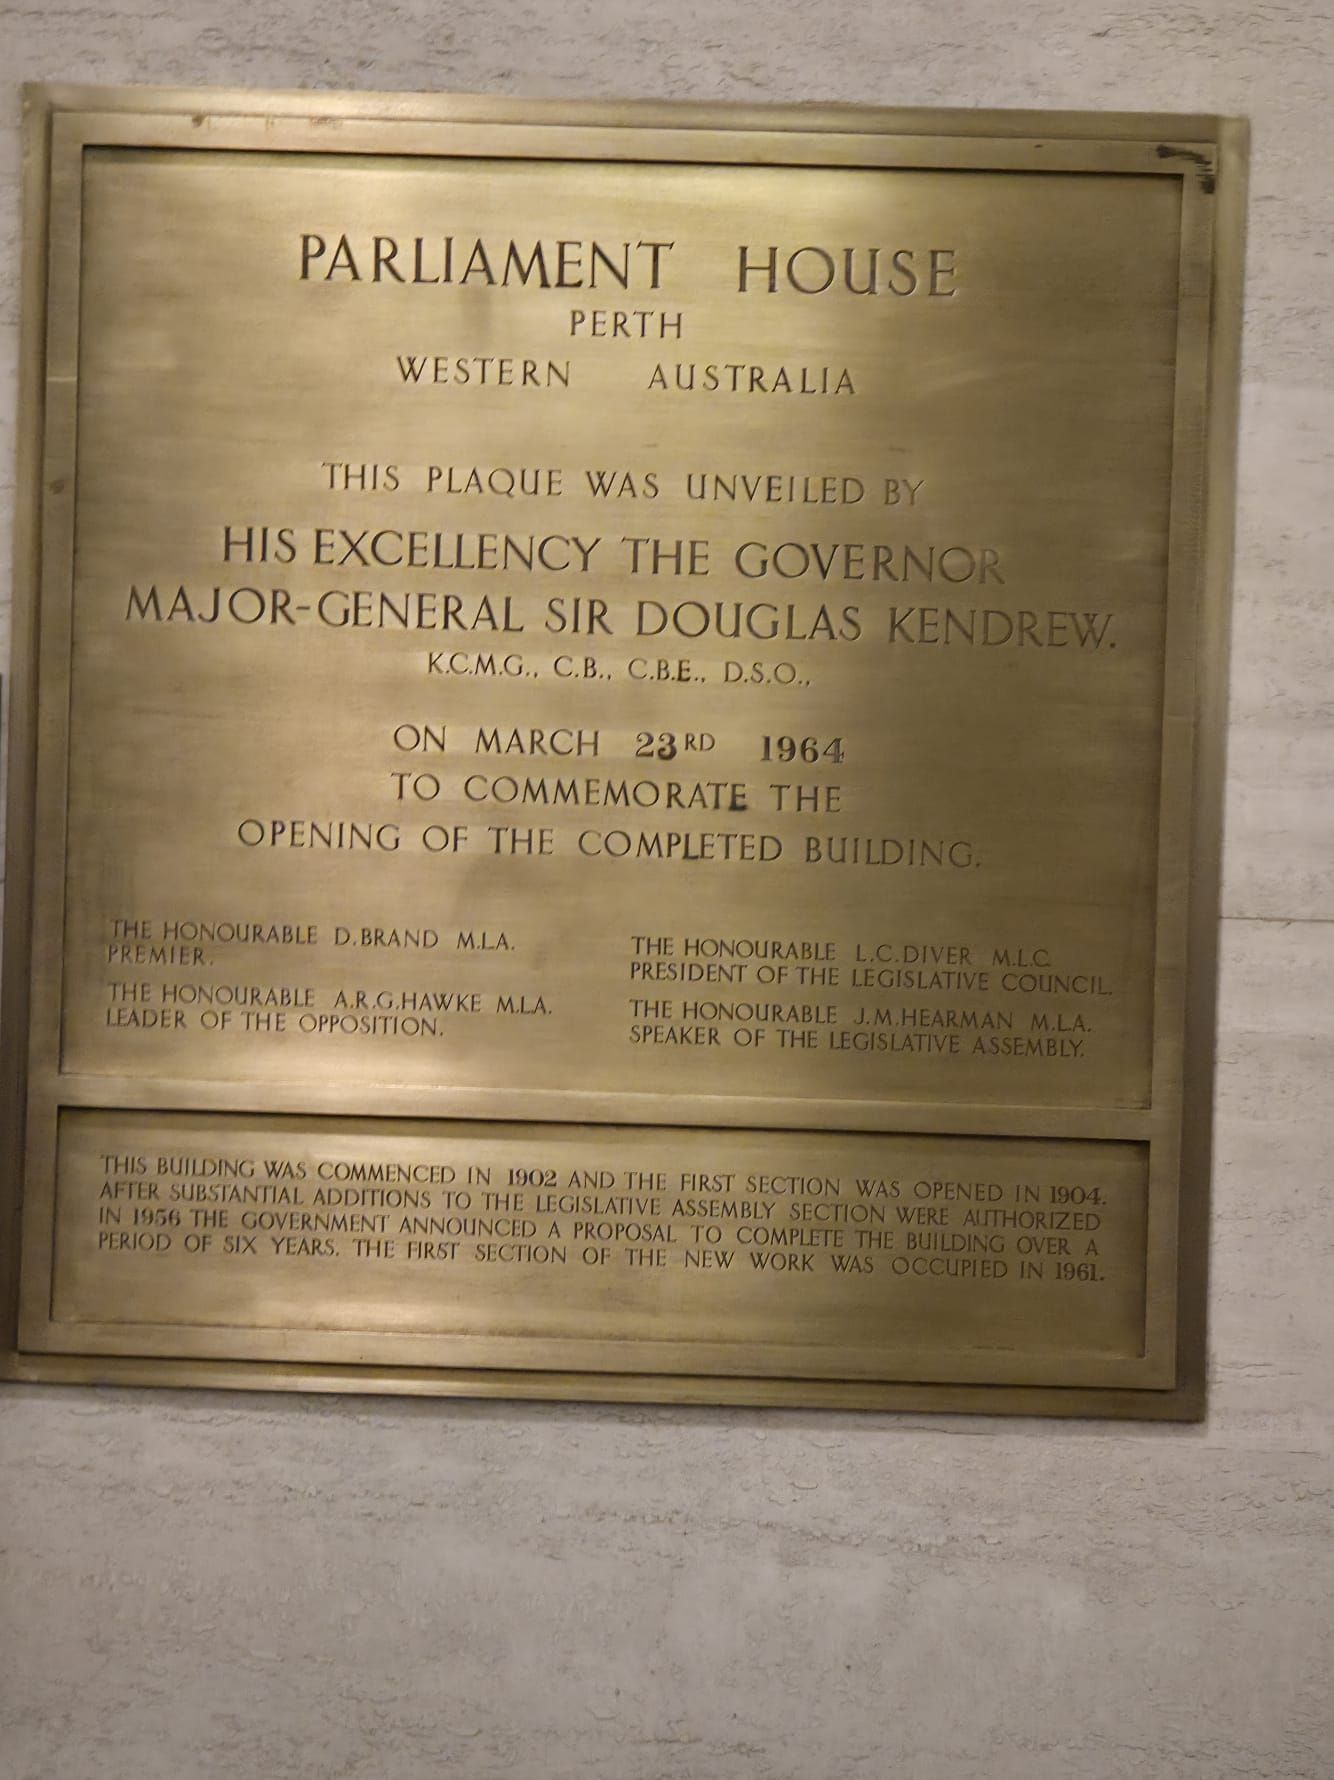 PARLIAMENT HOUSE
PERTH
WESTERN AUSTRALIA
THIS PLAQUE WAS UNVEILED BY
HIS EXCELLENCY THE GOVERNOR
MAJOR-GENERAL SIR DOUGLAS KENDREW.
K.C.M.G., C.B., C.B.E., D.S.O.,
ON MARCH 23RD 1964
TO COMMEMORATE THE
OPENING OF THE COMPLETED BUILDING.
THE HONOURABLE D.BRAND M.L.A.
PREMIER.
THE HONOURABLE A.R.G.HAWKE M.L.A.
LEADER OF THE OPPOSITION.
THE HONOURABLE L.C.DIVER M.L.C.
PRESIDENT OF THE LEGISLATIVE COUNCIL.
THE HONOURABLE J.M.HEARMAN M.L.A.
SPEAKER OF THE LEGISLATIVE ASSEMBLY.
THIS BUILDING WAS COMMENCED IN 1902 AND THE FIRST SECTION WAS OPENED IN 1904.
AFTER SUBSTANTIAL ADDITIONS TO THE LEGISLATIVE ASSEMBLY SECTION WERE AUTHORIZED
IN 1956 THE GOVERNMENT ANNOUNCED A PROPOSAL TO COMPLETE THE BUILDING OVER A
PERIOD OF SIX YEARS. THE FIRST SECTION OF THE NEW WORK WAS OCCUPIED IN 1961.